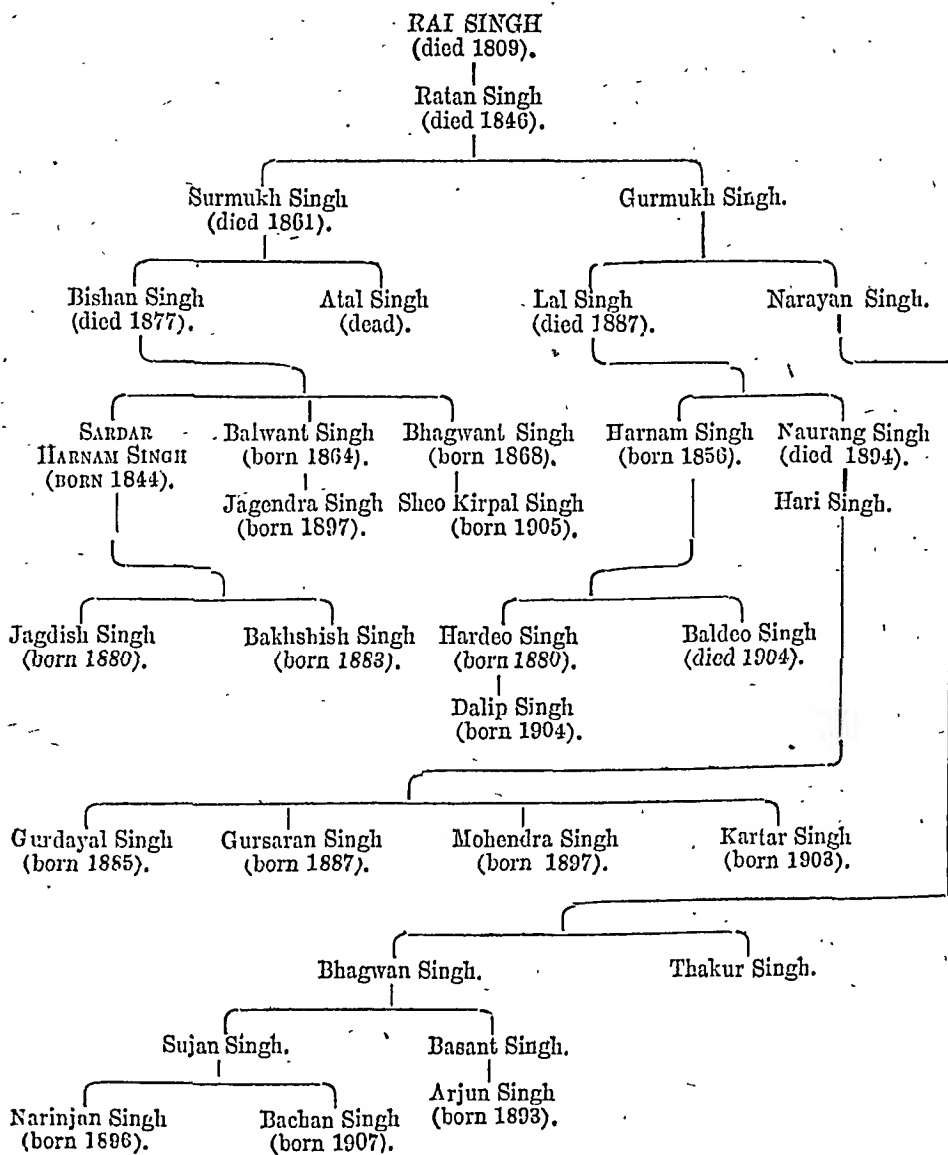 RAI SINGH
(died 1809).
Ratan Singh
(died 1846).
Surmukh Singh
(died 1861).
Gurmukh Singh.
Bishan Singh
(died 1877).
Atal Singh
(dead).
Lal Singh
(died 1887).
Narayan Singh.
SARDAR
HARNAM SINGH
(BORN 1844).
Balwant Singh
(born 1864).
Bhagwant Singh
(born 1868).
Harnam Singh
(born 1856).
Naurang Singh
(died 1894).
Jagendra Singh
(born 1897).
Sheo Kirpal Singh
(born 1905).
Hari Singh.
Jagdish Singh
(born 1880).
Bakhshish Singh
(born 1883).
Hardeo Singh
(born 1880).
Baldeo Singh
(died 1904).
Dalip Singh
(born 1904).
Gurdayal Singh
(born 1885).
Gursaran Singh
(born 1887).
Mohendra Singh
(born 1897).
Kartar Singh
(born 1903).
Bhagwan Singh.
Thakur Singh.
Sujan Singh.
Basant Singh.
Narinjan Singh
(born 1896).
Bachan Singh
(born 1907).
Arjun Singh
(born 1893).